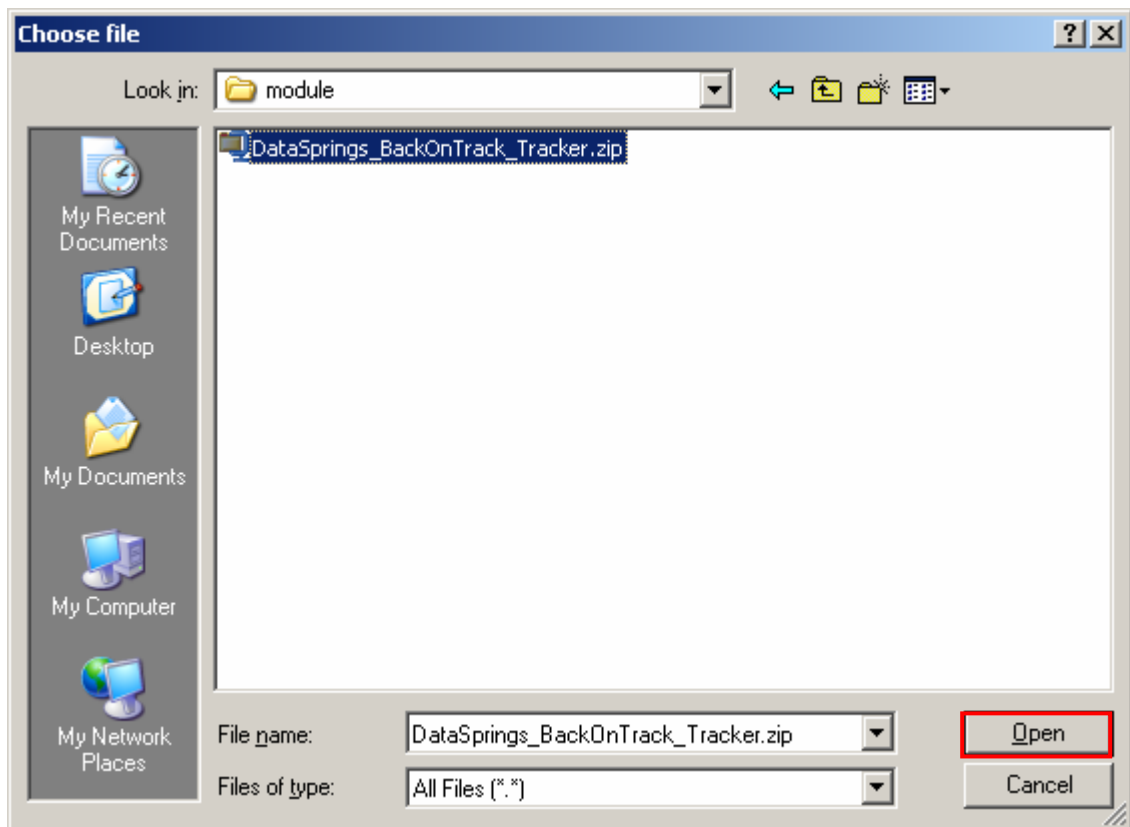 Choose file
Look in:
module
DataSprings_BackOnTrack_Tracker.zip
My Recent
Documents
Desktop
My Documents
My Computer
My Network
Places
File name:
DataSprings_BackOnTrack_Tracker.zip
Open
Files of type:
All Files (*.*)
Cancel